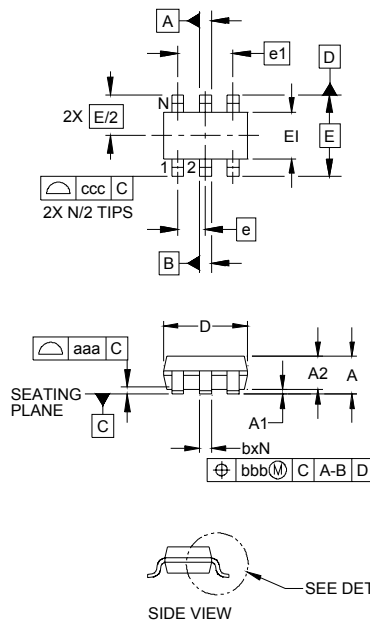 A
e1
D
N
2X E/2
EI
E
1 2
ccc C
2X N/2 TIPS
e
B
D
aaa C
A2
A
SEATING
PLANE
A1
C
bxN
bbb Ⓜ C A-B D
SEE DET
SIDE VIEW